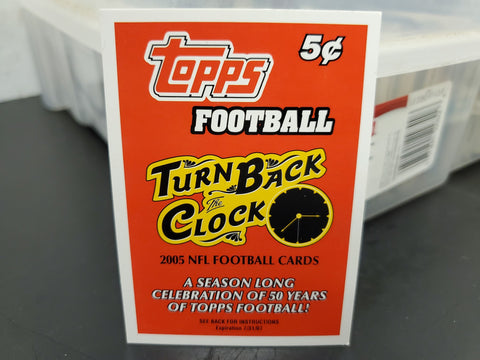 topps
5¢
FOOTBALL
TURN BACK
The
CLOCK
2005 NFL FOOTBALL CARDS
A SEASON LONG
CELEBRATION OF 50 YEARS
OF TOPPS FOOTBALL!
SEE BACK FOR INSTRUCTIONS